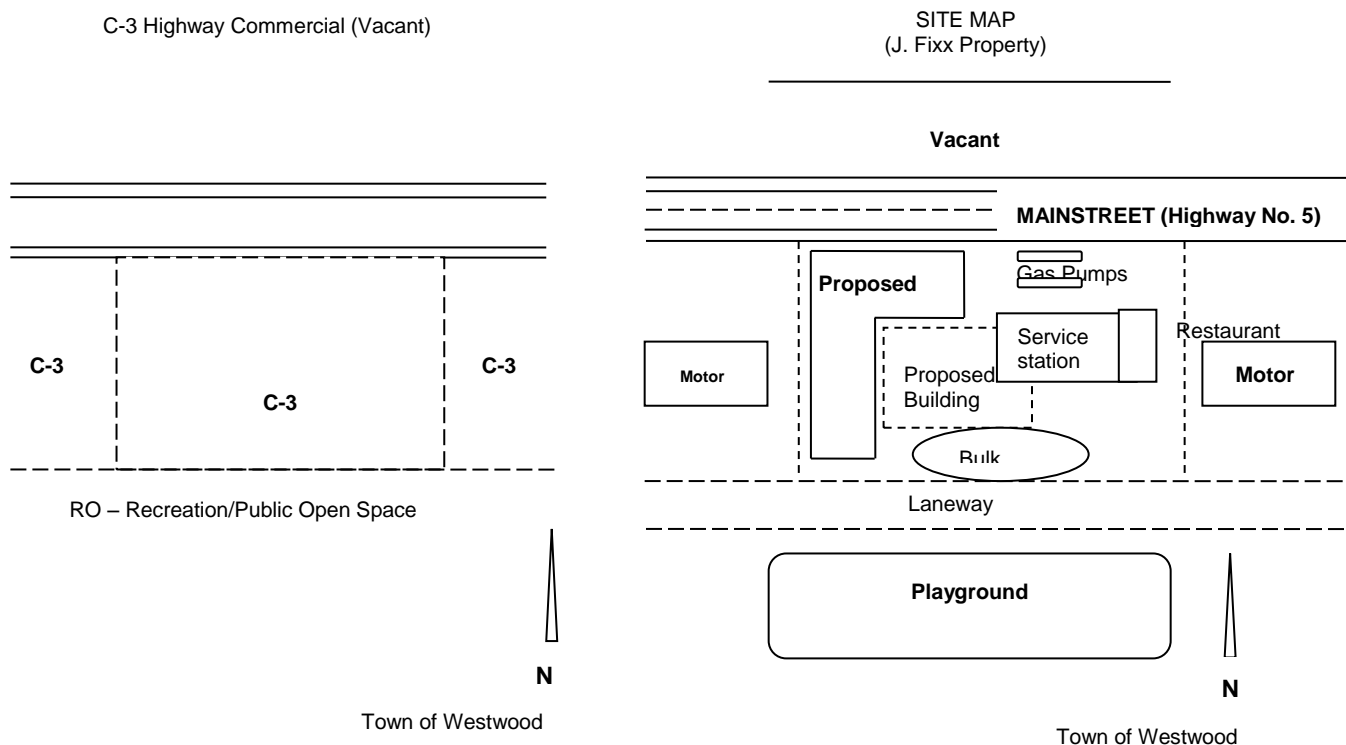 C-3 Highway Commercial (Vacant)
C-3
C-3
C-3
RO – Recreation/Public Open Space
N
Town of Westwood
SITE MAP
(J. Fixx Property)
Vacant
MAINSTREET (Highway No. 5)
Gas Pumps
Proposed
Service
station
Restaurant
Motor
Proposed
Building
Motor
Bulk
Laneway
Playground
N
Town of Westwood